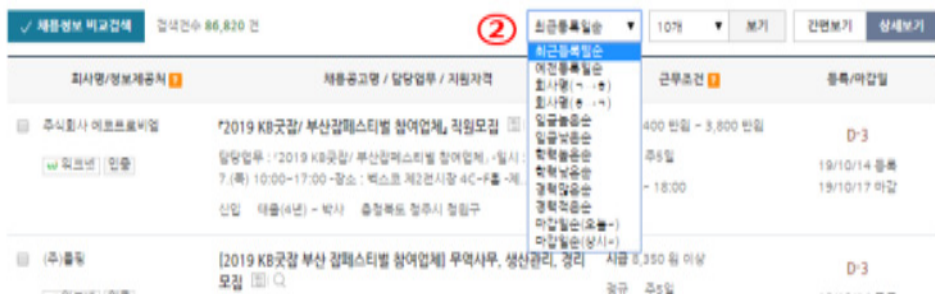 ✓ 채용정보 비교검색 검색건수 86,820 건 ② 최근등록일순 ▼ 10개 ▼ 보기 간편보기 상세보기
최근등록일순
이전등록일순
회사명/정보제공처 ? 채용공고명 / 담당업무 / 지원자격 근무조건 ? 등록/마감일
회사명(ㄱ→ㅎ)
회사명(ㅎ→ㄱ)
주식회사 에코프로비엠 「2019 KB굿잡/ 부산잡페스티벌 참여업체」 직원모집 400 만원 ~ 3,800 만원
임금높은순
임금낮은순
D-3
학력높은순
워크넷 인증 담당업무 : 「2019 KB굿잡/ 부산잡페스티벌 참여업체」 -일시 : 주5일
학력낮은순
19/10/14 등록
7.(목) 10:00~17:00 -장소 : 벡스코 제2전시장 4C~F홀 -제... ~ 18:00
경력많은순
19/10/17 마감
경력적은순
신입 대졸(4년) ~ 박사 충청북도 청주시 청원구
마감일순(오늘~)
마감일순(상시~)
[2019 KB굿잡 부산 잡페스티벌 참여업체] 무역사무, 생산관리, 경리 시급 8,350 원 이상
모집
D-3
주5일